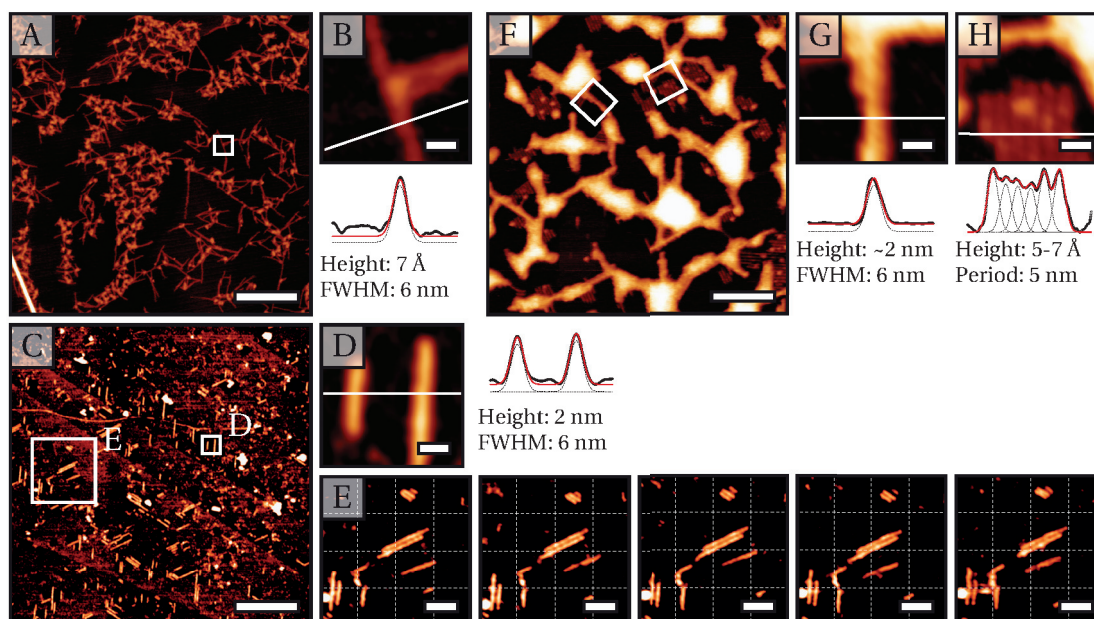 A
B
F
G
H
Height: 7 Å
FWHM: 6 nm
Height: ~2 nm
FWHM: 6 nm
Height: 5-7 Å
Period: 5 nm
C
E
D
D
Height: 2 nm
FWHM: 6 nm
E